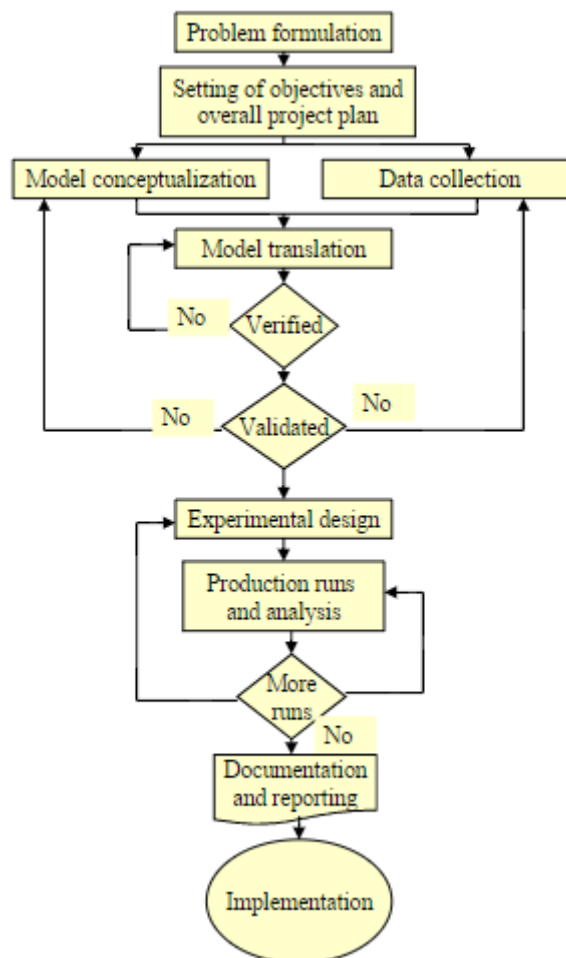 Problem formulation
Setting of objectives and
overall project plan
Model conceptualization
Data collection
Model translation
No
Verified
No
No
Validated
Experimental design
Production runs
and analysis
More
runs
No
Documentation
and reporting
Implementation